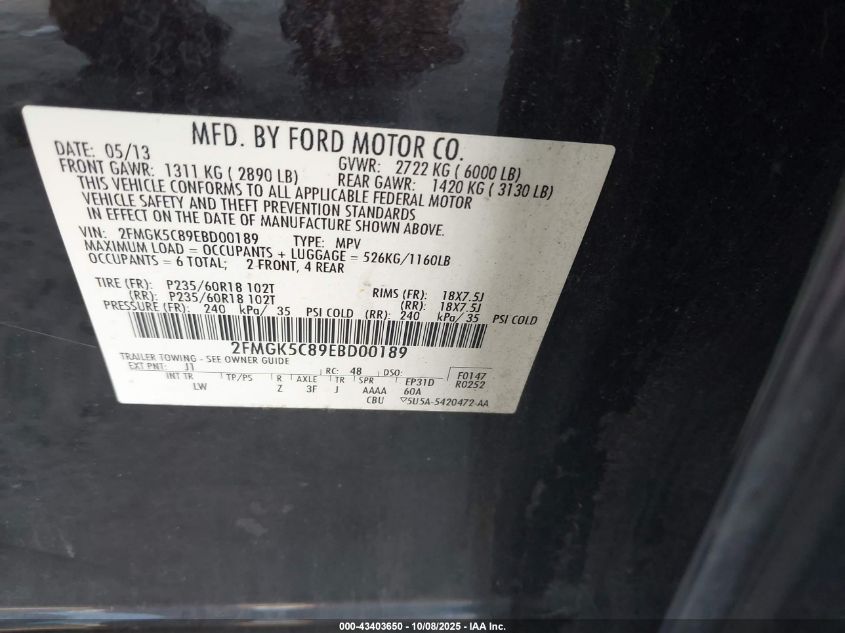 MFD. BY FORD MOTOR CO.
DATE: 05/13 GVWR: 2722 KG ( 6000 LB)
FRONT GAWR: 1311 KG ( 2890 LB) REAR GAWR: 1420 KG ( 3130 LB)
THIS VEHICLE CONFORMS TO ALL APPLICABLE FEDERAL MOTOR
VEHICLE SAFETY AND THEFT PREVENTION STANDARDS
IN EFFECT ON THE DATE OF MANUFACTURE SHOWN ABOVE.
VIN: 2FMGK5C89EBD00189 TYPE: MPV
MAXIMUM LOAD = OCCUPANTS + LUGGAGE = 526KG/1160LB
OCCUPANTS = 6 TOTAL; 2 FRONT, 4 REAR
TIRE (FR): P235/60R18 102T RIMS (FR): 18X7.5J
(RR): P235/60R18 102T (RR): 18X7.5J
PRESSURE (FR): 240 kPa/ 35 PSI COLD (RR): 240 kPa/ 35 PSI COLD
2FMGK5C89EBD00189
TRAILER TOWING - SEE OWNER GUIDE
EXT PNT: J1 RC: 48 DSO: F0147
INT TR TP/PS R AXLE TR SPR EP31D R0252
LW Z 3F J AAAA 60A
CBU ▽5U5A-5420472-AA
000-43403650 - 10/08/2025 - IAA Inc.